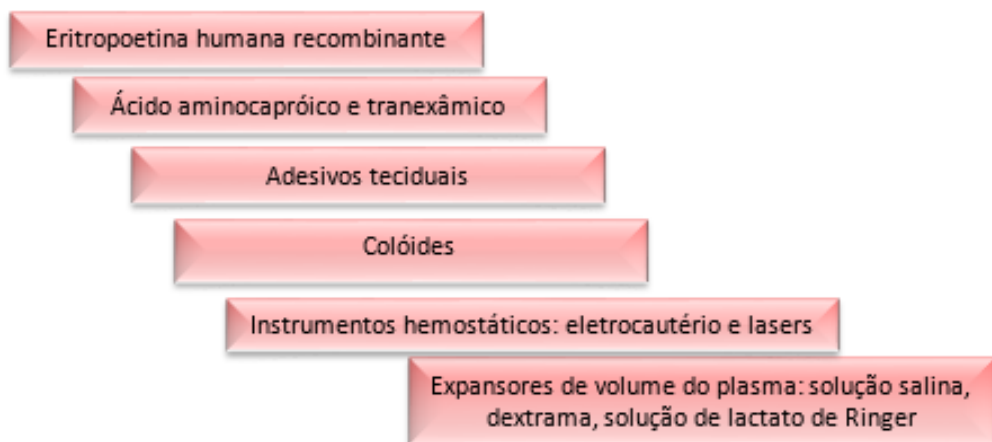 Eritropoetina humana recombinante
Ácido aminocapróico e tranexâmico
Adesivos teciduais
Colóides
Instrumentos hemostáticos: eletrocautério e lasers
Expansores de volume do plasma: solução salina,
dextrama, solução de lactato de Ringer